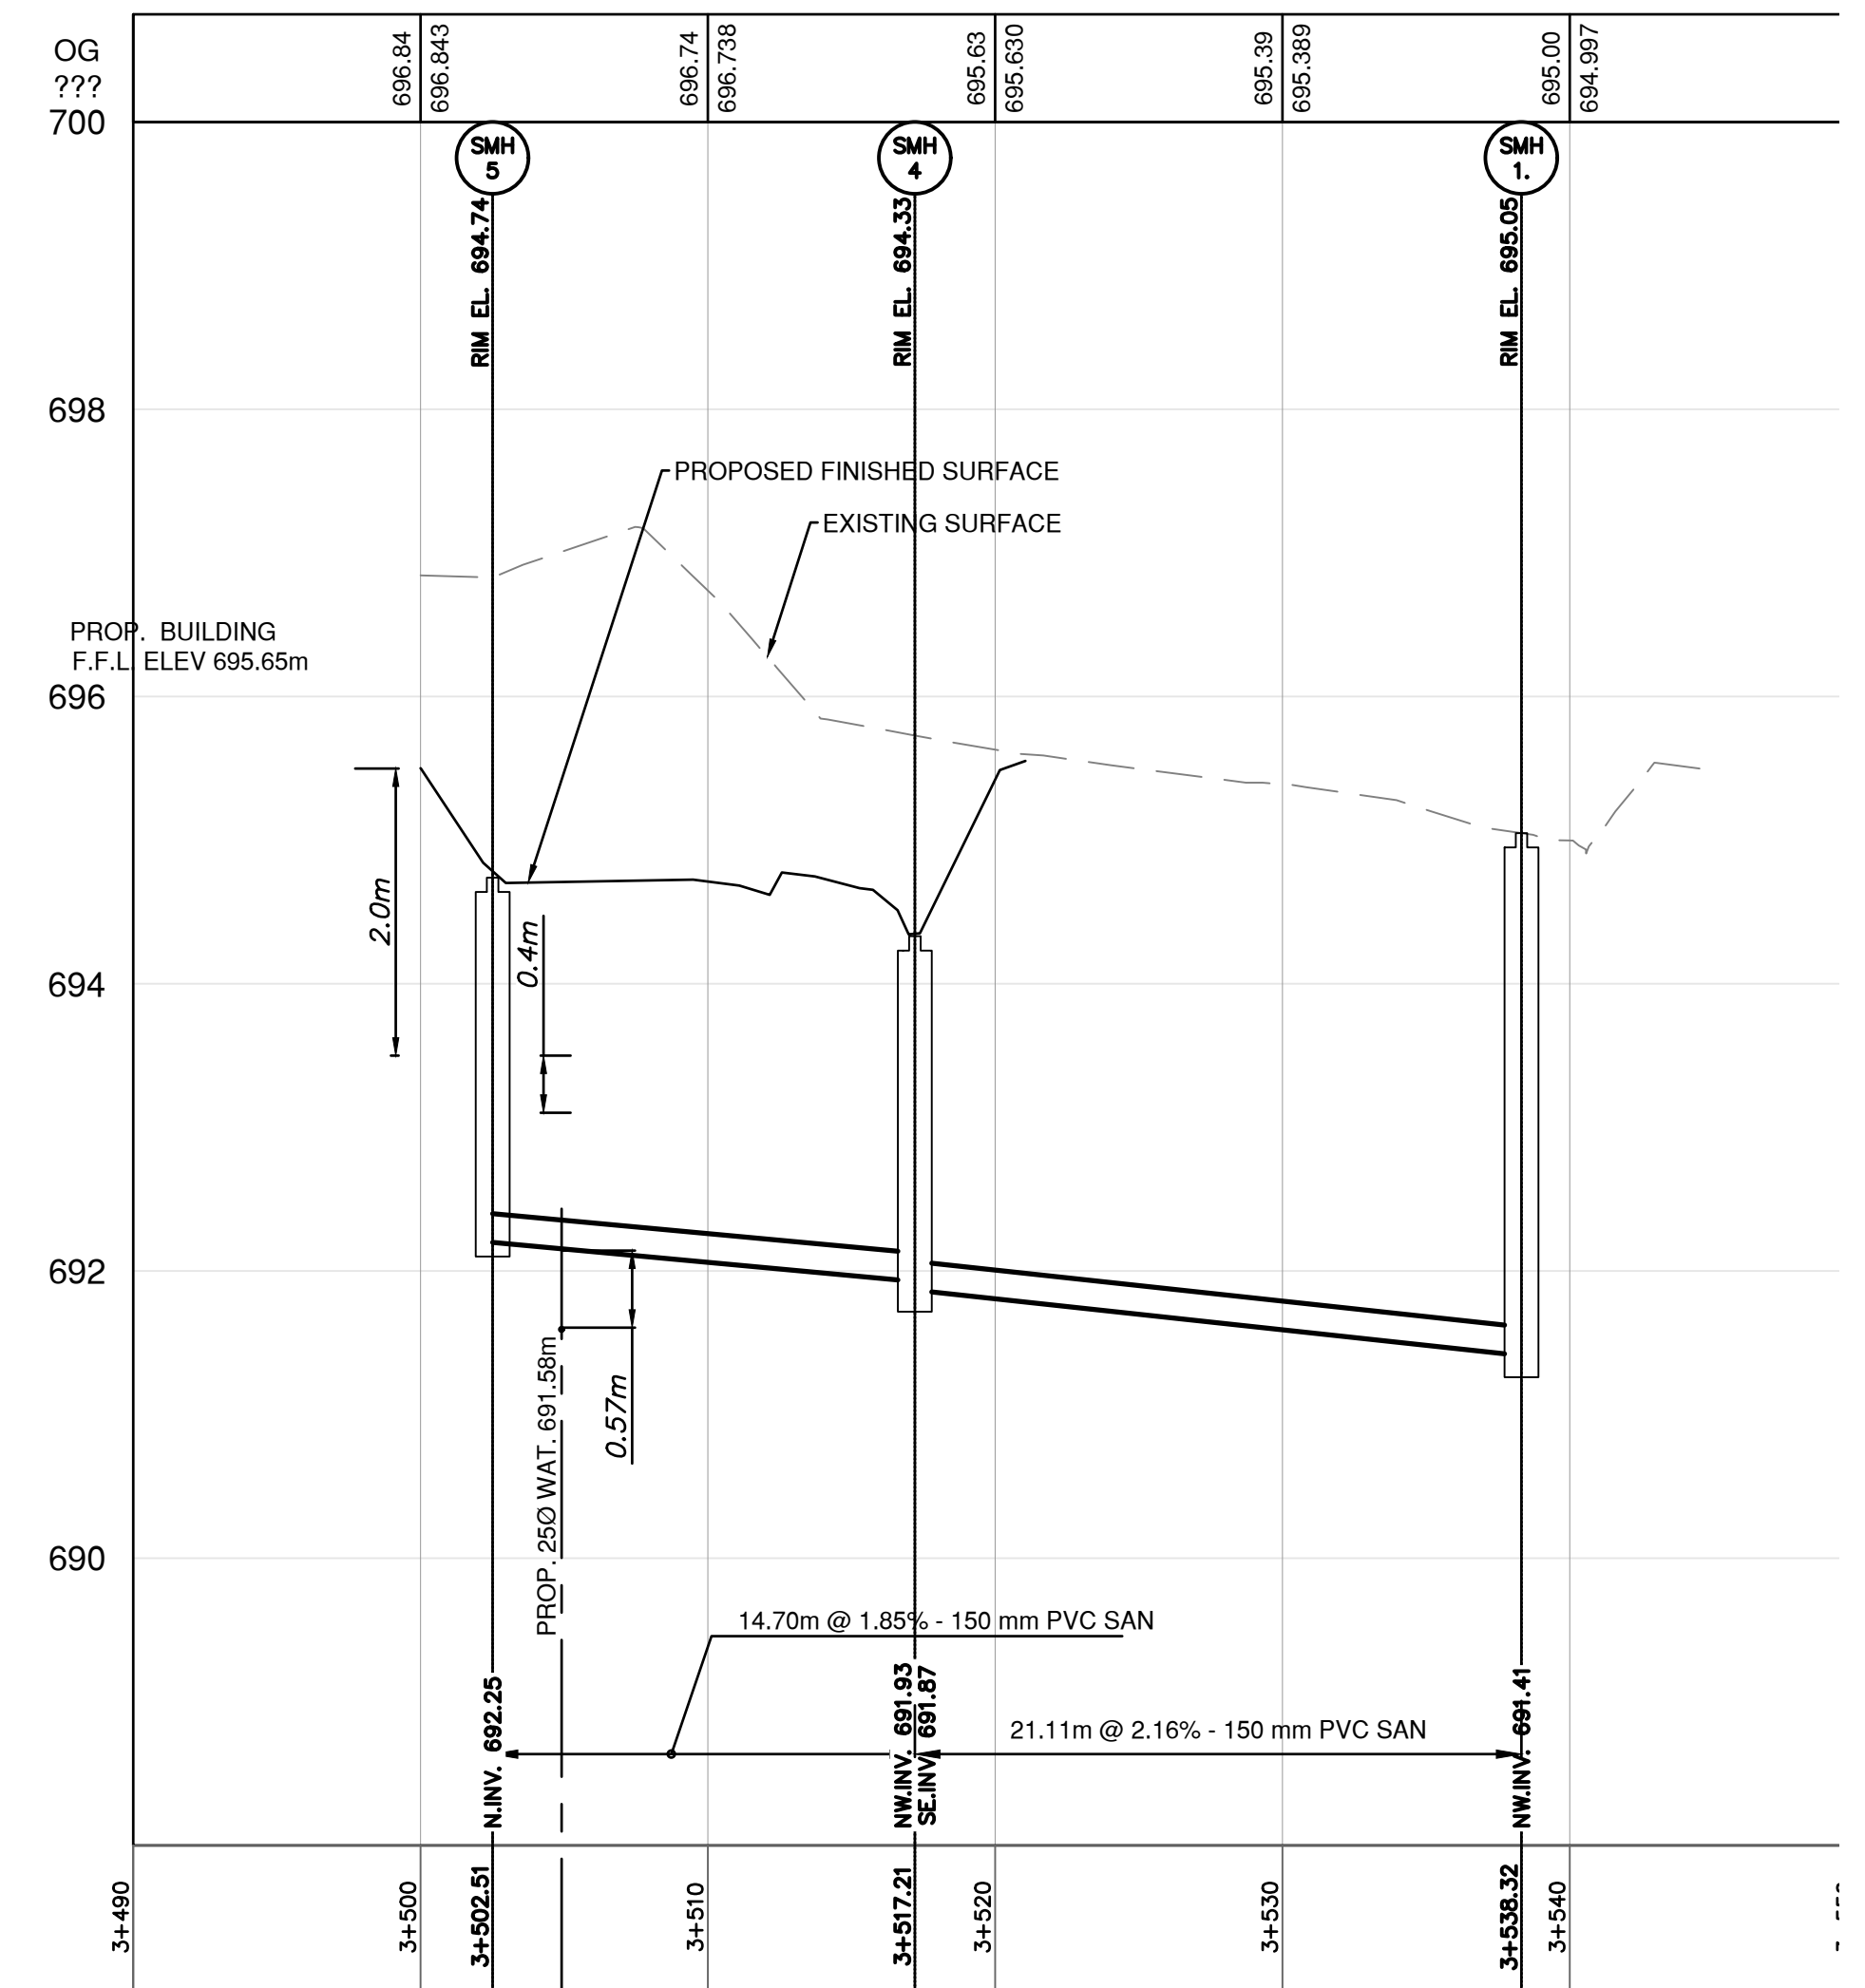 OG
???
696.84
696.843
696.74
696.738
695.63
695.630
695.39
695.389
695.00
694.997
700
SMH
5
SMH
4
SMH
1.
RIM EL. 694.74
RIM EL. 694.33
RIM EL. 695.05
698
PROPOSED FINISHED SURFACE
EXISTING SURFACE
PROP. BUILDING
F.F.L. ELEV 695.65m
696
2.0m
0.4m
694
692
PROP. 25Ø WAT. 691.58m
0.57m
690
14.70m @ 1.85% - 150 mm PVC SAN
21.11m @ 2.16% - 150 mm PVC SAN
N.INV. 692.25
NW.INV. 691.93
SE.INV. 691.87
NW.INV. 691.41
3+490
3+500
3+502.51
3+510
3+517.21
3+520
3+530
3+538.32
3+540